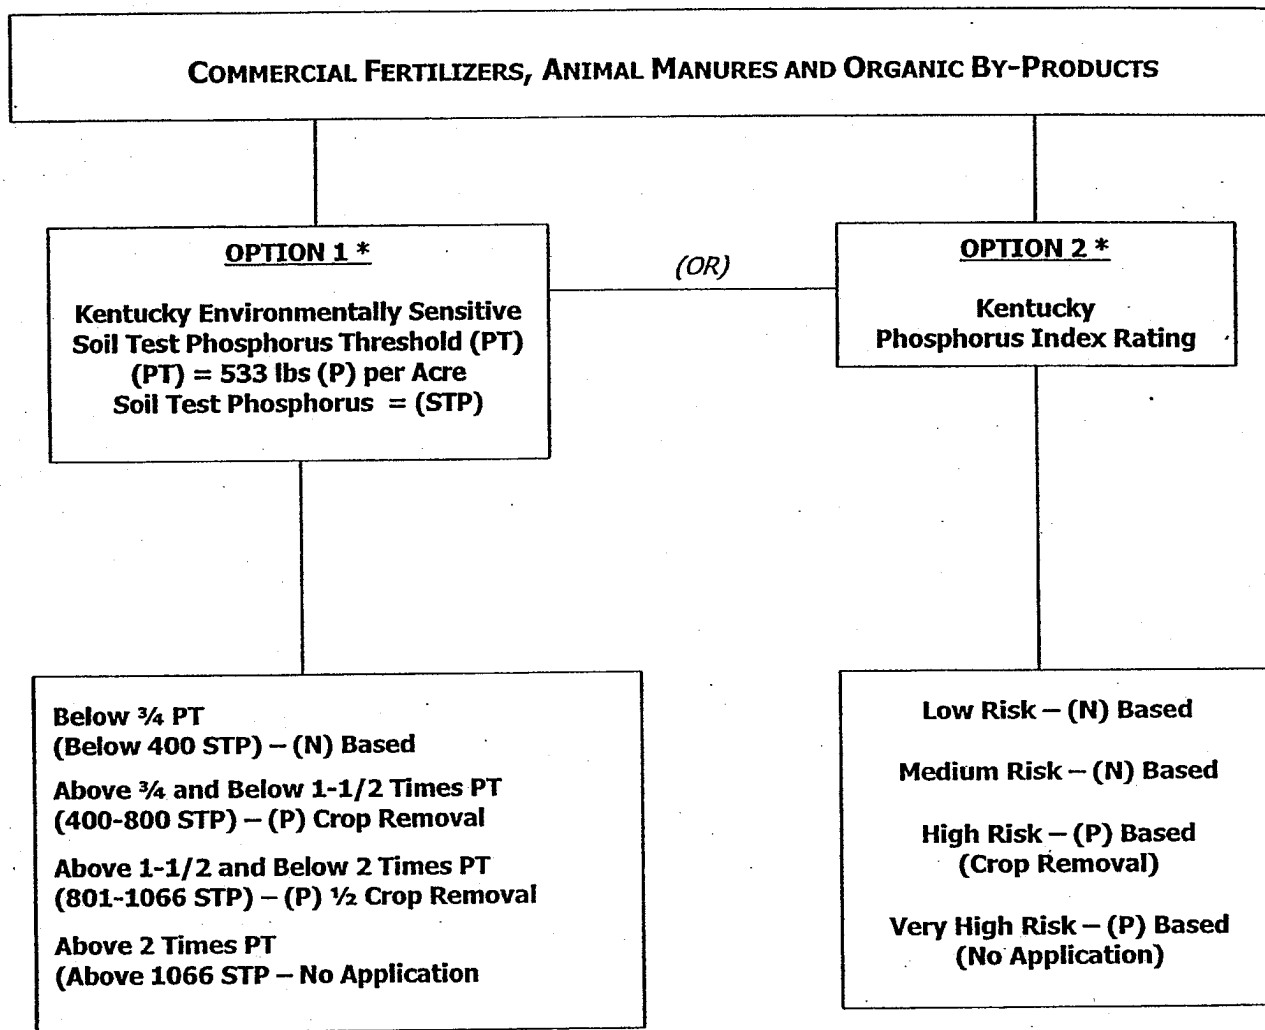 COMMERCIAL FERTILIZERS, ANIMAL MANURES AND ORGANIC BY-PRODUCTS
OPTION 1 *
Kentucky Environmentally Sensitive
Soil Test Phosphorus Threshold (PT)
(PT) = 533 lbs (P) per Acre
Soil Test Phosphorus = (STP)
(OR)
OPTION 2 *
Kentucky
Phosphorus Index Rating
Below ¾ PT
(Below 400 STP) – (N) Based
Above ¾ and Below 1-1/2 Times PT
(400-800 STP) – (P) Crop Removal
Above 1-1/2 and Below 2 Times PT
(801-1066 STP) – (P) ½ Crop Removal
Above 2 Times PT
(Above 1066 STP – No Application
Low Risk – (N) Based
Medium Risk – (N) Based
High Risk – (P) Based
(Crop Removal)
Very High Risk – (P) Based
(No Application)